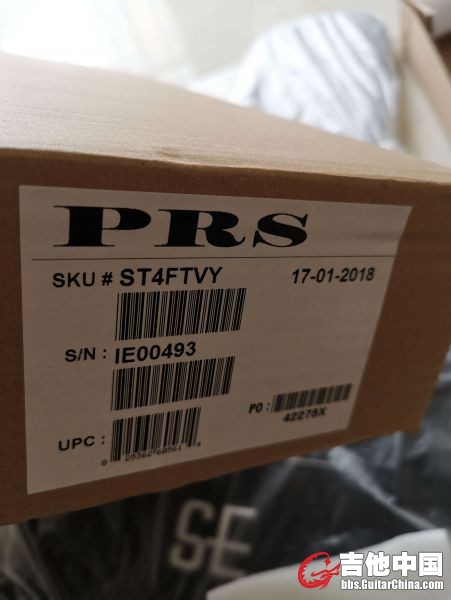 PRS
SKU # ST4FTVY 17-01-2018
S/N : IE00493
PO : 42278X
UPC :
SE
吉他中国
bbs.GuitarChina.com